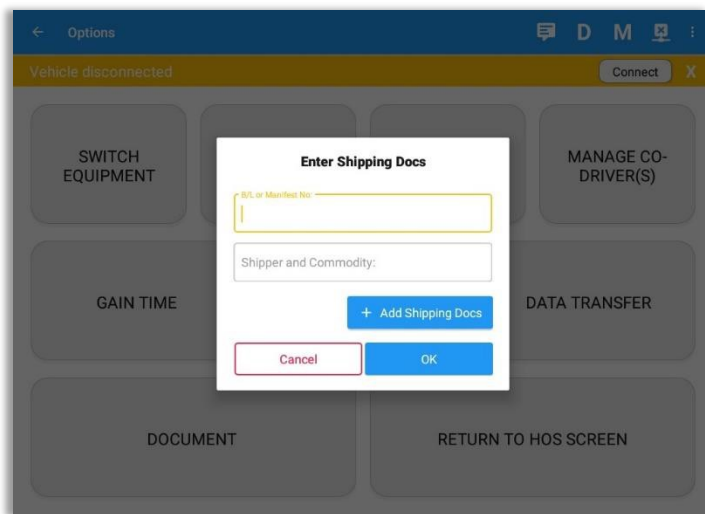 Options
D M
Vehicle disconnected
Connect X
SWITCH
EQUIPMENT
MANAGE CO-
DRIVER(S)
Enter Shipping Docs
B/L or Manifest No:
Shipper and Commodity:
+ Add Shipping Docs
Cancel
OK
GAIN TIME
DATA TRANSFER
DOCUMENT
RETURN TO HOS SCREEN